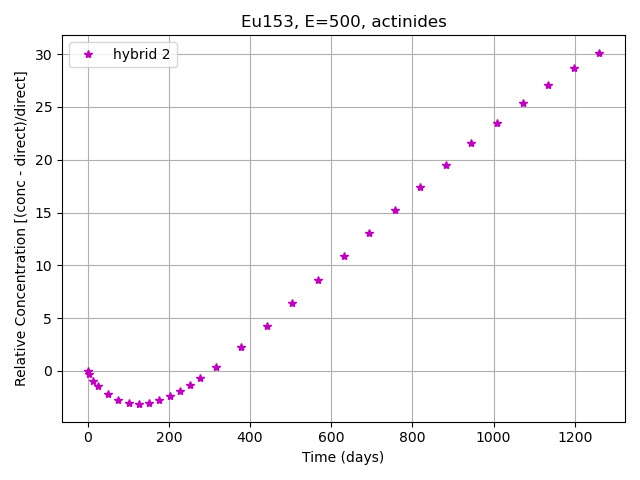 Eu153, E=500, actinides
hybrid 2
Relative Concentration [(conc - direct)/direct]
30
25
20
15
10
5
0
0 200 400 600 800 1000 1200
Time (days)